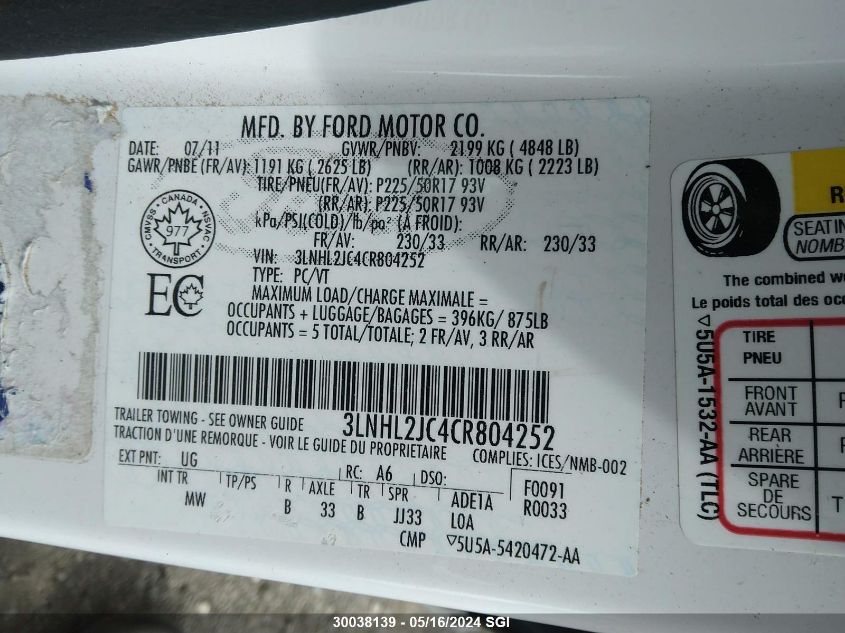 MFD. BY FORD MOTOR CO.
DATE: 07/11 GVWR/PNBV: 2199 KG ( 4848 LB)
GAWR/PNBE (FR/AV): 1191 KG ( 2625 LB) (RR/AR) 1008 KG ( 2223 LB)
TIRE/PNEU(FR/AV): P225/50R17 93V
(RR/AR): P225/50R17 93V
kPa/PSI(COLD)/lb/po² (À FROID):
FR/AV: 230/33 RR/AR: 230/33
VIN: 3LNHL2JC4CR804252
TYPE: PC/VT
MAXIMUM LOAD/CHARGE MAXIMALE =
OCCUPANTS + LUGGAGE/BAGAGES = 396KG/ 875LB
OCCUPANTS = 5 TOTAL/TOTALE; 2 FR/AV, 3 RR/AR
CANADA
CMVSS NSVAC
977
EC
3LNHL2JC4CR804252
TRAILER TOWING - SEE OWNER GUIDE
TRACTION D'UNE REMORQUE - VOIR LE GUIDE DU PROPRIETAIRE
COMPLIES: ICES/NMB-002
EXT PNT: UG RC: A6 DSO: F0091
INT TR TP/PS R AXLE TR SPR ADE1A R0033
MW B 33 B JJ33 LOA
CMP ▽5U5A-5420472-AA
R
SEATIN
NOMB
The combined we
Le poids total des occ
▽5U5A-1532-AA (TLC)
TIRE
PNEU
FRONT
AVANT
REAR
ARRIÈRE
SPARE
DE
SECOURS
T
30038139 - 05/16/2024 SGI